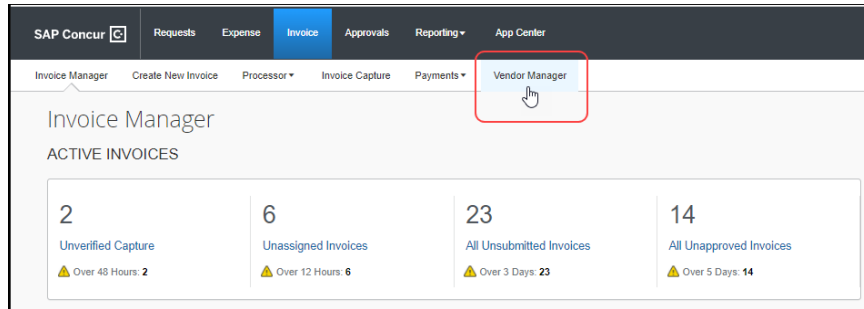 SAP Concur C Requests Expense Invoice Approvals Reporting App Center
Invoice Manager Create New Invoice Processor Invoice Capture Payments Vendor Manager
Invoice Manager
ACTIVE INVOICES
2 6 23 14
Unverified Capture Unassigned Invoices All Unsubmitted Invoices All Unapproved Invoices
Over 48 Hours: 2 Over 12 Hours: 6 Over 3 Days: 23 Over 5 Days: 14